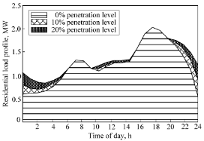 2.5
0% penetration level
10% penetration level
20% penetration level
2.0
1.5
1.0
0.5
0
2 4 6 8 10 12 14 16 18 20 22 24
Time of day, h
Residential load profile, MW